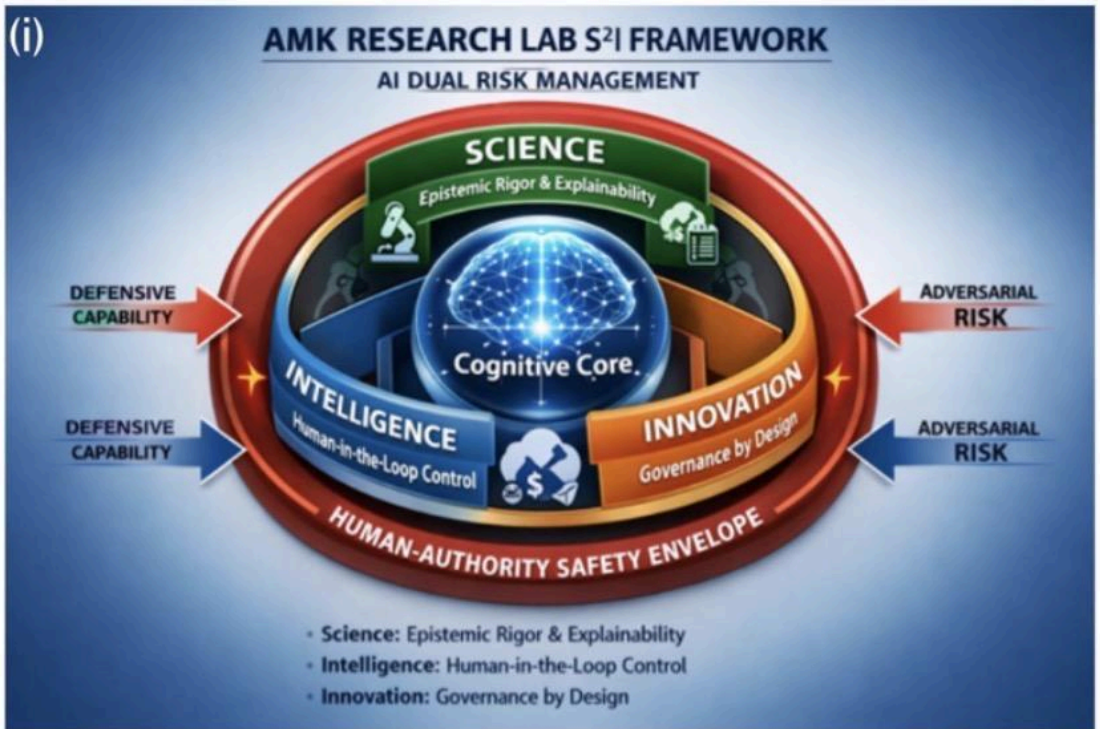 (i)
AMK RESEARCH LAB S²I FRAMEWORK
AI DUAL RISK MANAGEMENT
SCIENCE
Epistemic Rigor & Explainability
DEFENSIVE
CAPABILITY
ADVERSARIAL
RISK
Cognitive Core
INTELLIGENCE
Human-in-the-Loop Control
INNOVATION
Governance by Design
DEFENSIVE
CAPABILITY
ADVERSARIAL
RISK
$
HUMAN-AUTHORITY SAFETY ENVELOPE
• Science: Epistemic Rigor & Explainability
• Intelligence: Human-in-the-Loop Control
• Innovation: Governance by Design